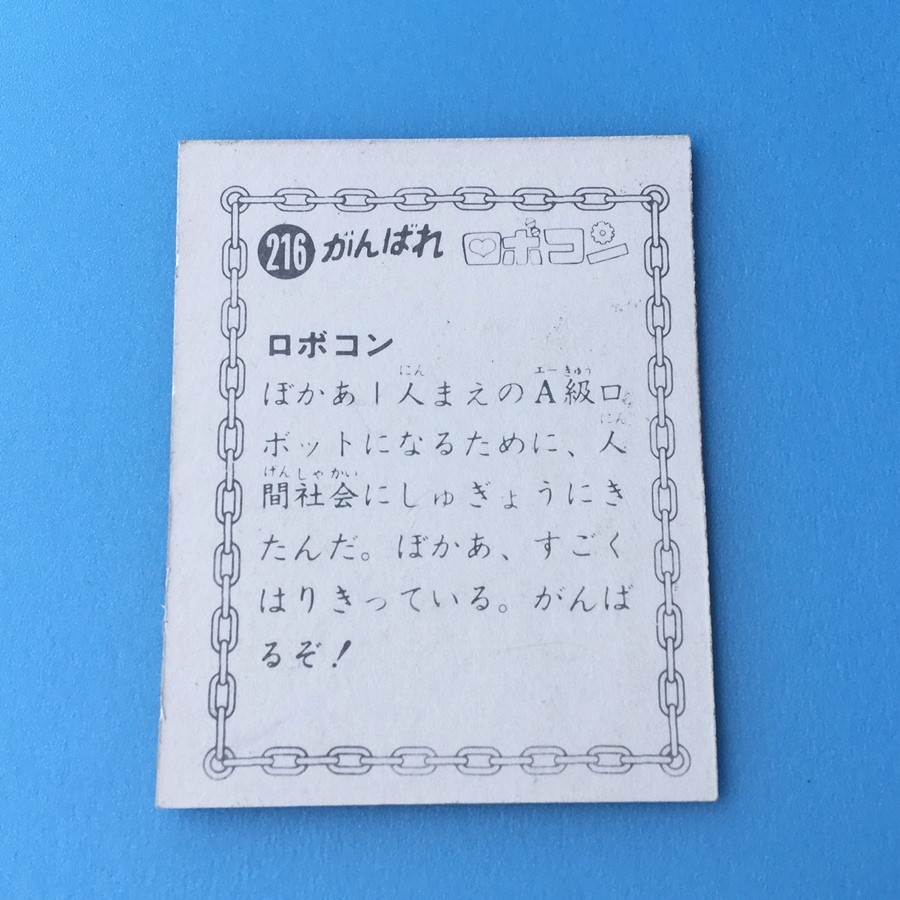 216 がんばれ ロボコン
ロボコン
ぼかあ1人まえのA級ロ
ボットになるために、人
間社会にしゅぎょうにき
たんだ。ぼかあ、すごく
はりきっている。がんば
るぞ!